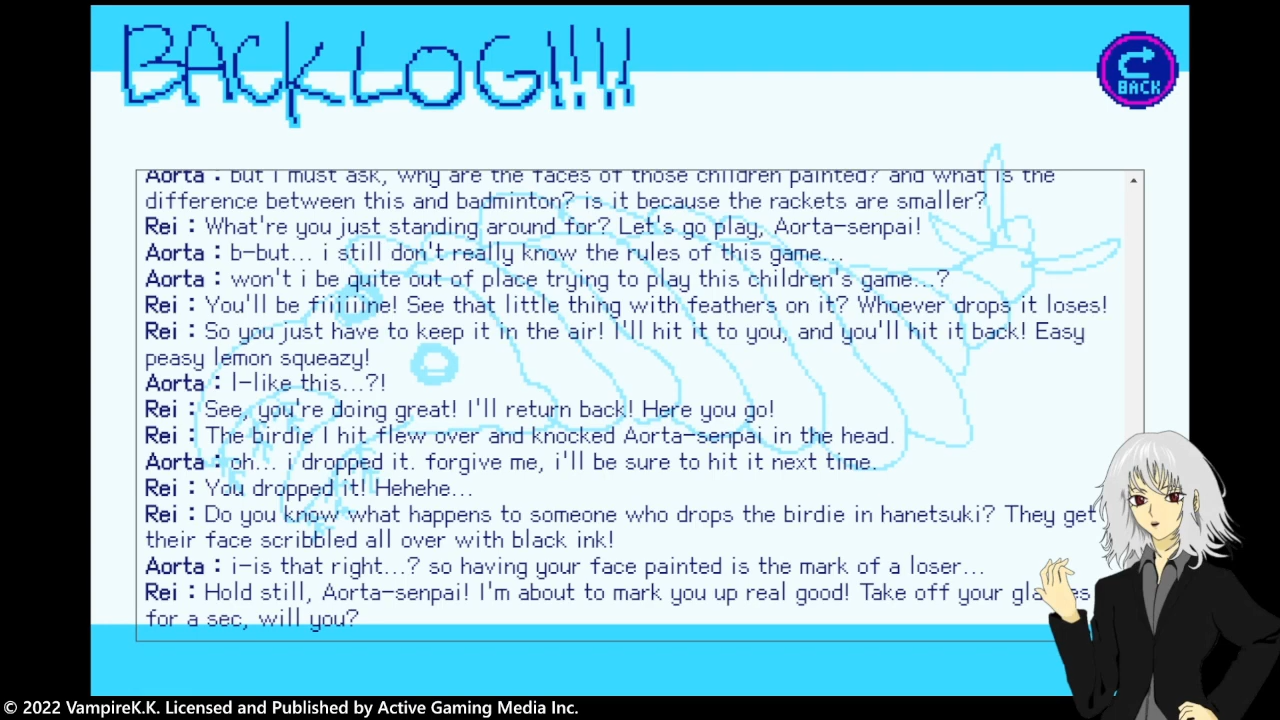 BACKLOG!!!!
BACK
Aorta : but i must ask, why are the faces of those children painted? and what is the
difference between this and badminton? is it because the rackets are smaller?
Rei : What're you just standing around for? Let's go play, Aorta-senpai!
Aorta : b-but... i still don't really know the rules of this game...
Aorta : won't i be quite out of place trying to play this children's game...?
Rei : You'll be fiiiiiine! See that little thing with feathers on it? Whoever drops it loses!
Rei : So you just have to keep it in the air! I'll hit it to you, and you'll hit it back! Easy
peasy lemon squeazy!
Aorta : l-like this...?!
Rei : See, you're doing great! I'll return back! Here you go!
Rei : The birdie I hit flew over and knocked Aorta-senpai in the head.
Aorta : oh... i dropped it. forgive me, i'll be sure to hit it next time.
Rei : You dropped it! Hehehe...
Rei : Do you know what happens to someone who drops the birdie in hanetsuki? They get
their face scribbled all over with black ink!
Aorta : i-is that right...? so having your face painted is the mark of a loser...
Rei : Hold still, Aorta-senpai! I'm about to mark you up real good! Take off your
for a sec, will you?
© 2022 VampireK.K. Licensed and Published by Active Gaming Media Inc.